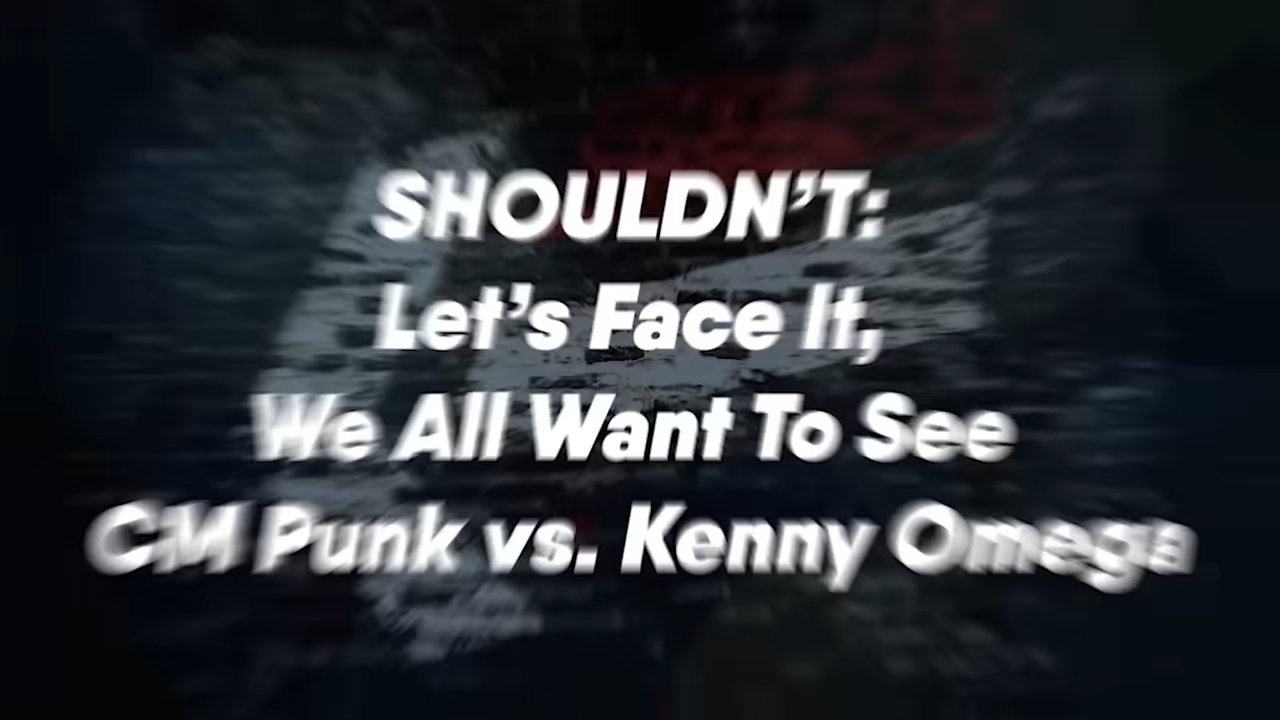 SHOULDN’T:
Let’s Face It,
We All Want To See
CM Punk vs. Kenny Omega